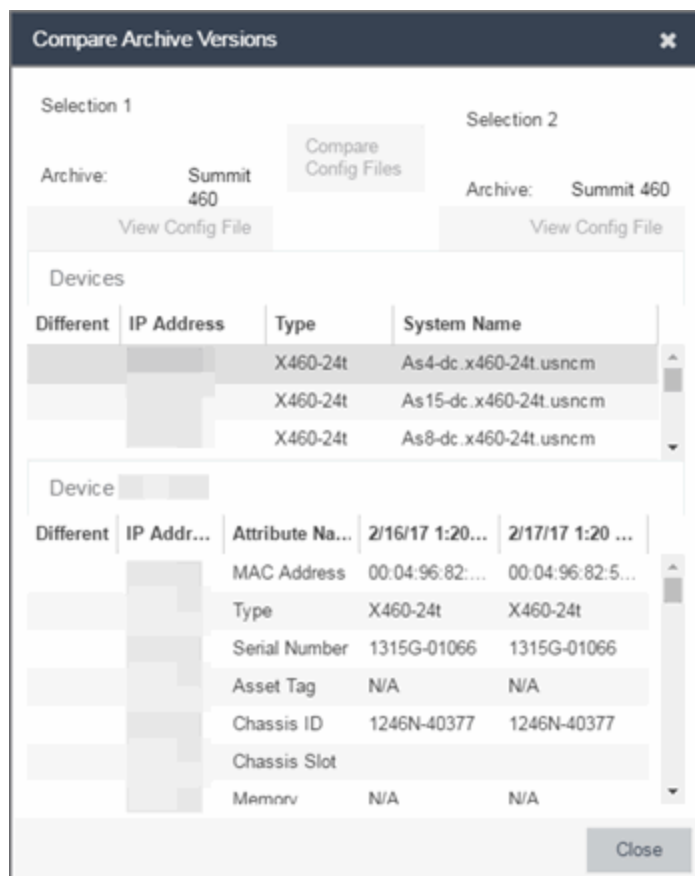 Compare Archive Versions
Selection 1
Selection 2
Compare
Config Files
Archive: Summit
460
Archive: Summit 460
View Config File View Config File
Devices
Different IP Address Type System Name
X460-24t As4-dc.x460-24t.usncm
X460-24t As15-dc.x460-24t.usncm
X460-24t As8-dc.x460-24t.usncm
Device
Different IP Addr... Attribute Na... 2/16/17 1:20... 2/17/17 1:20 ...
MAC Address 00:04:96:82:... 00:04:96:82:5...
Type X460-24t X460-24t
Serial Number 1315G-01066 1315G-01066
Asset Tag N/A N/A
Chassis ID 1246N-40377 1246N-40377
Chassis Slot
Memory N/A N/A
Close